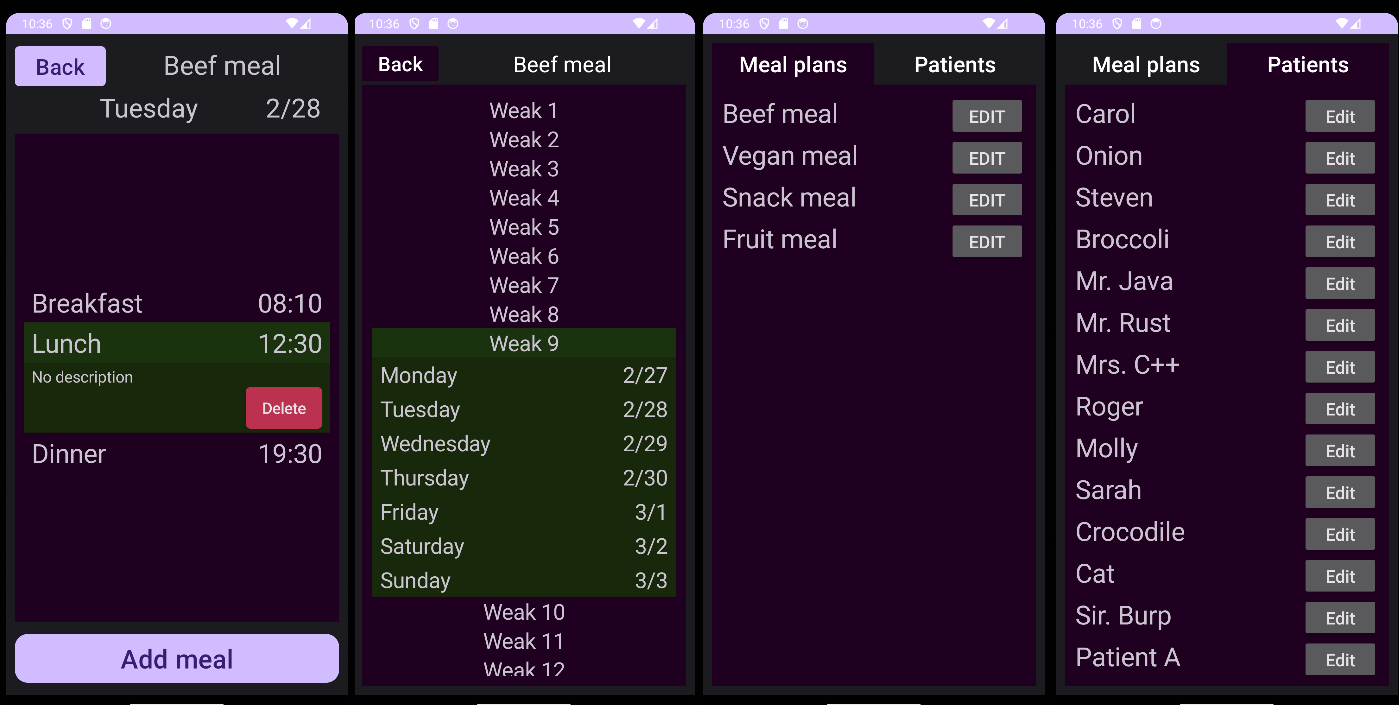 10:36
Back Beef meal
Tuesday 2/28
Breakfast 08:10
Lunch 12:30
No description
Delete
Dinner 19:30
Add meal
10:36
Back Beef meal
Weak 1
Weak 2
Weak 3
Weak 4
Weak 5
Weak 6
Weak 7
Weak 8
Weak 9
Monday 2/27
Tuesday 2/28
Wednesday 2/29
Thursday 2/30
Friday 3/1
Saturday 3/2
Sunday 3/3
Weak 10
Weak 11
Weak 12
10:36
Meal plans Patients
Beef meal EDIT
Vegan meal EDIT
Snack meal EDIT
Fruit meal EDIT
10:36
Meal plans Patients
Carol Edit
Onion Edit
Steven Edit
Broccoli Edit
Mr. Java Edit
Mr. Rust Edit
Mrs. C++ Edit
Roger Edit
Molly Edit
Sarah Edit
Crocodile Edit
Cat Edit
Sir. Burp Edit
Patient A Edit